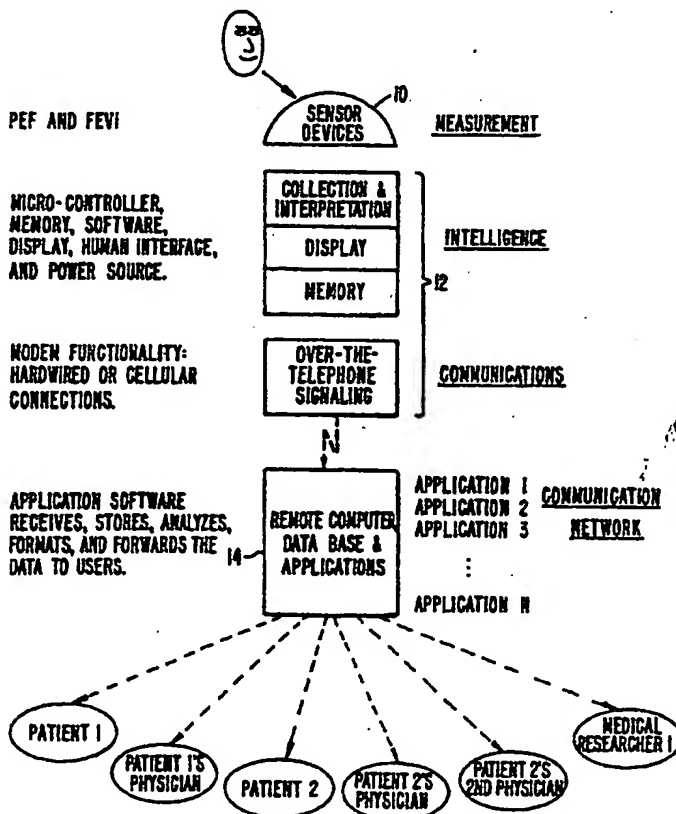 10
SENSOR
DEVICES
PEF AND FEV1
MEASUREMENT
COLLECTION &
INTERPRETATION
MICRO-CONTROLLER,
MEMORY, SOFTWARE,
DISPLAY, HUMAN INTERFACE,
AND POWER SOURCE.
DISPLAY
MEMORY
INTELLIGENCE
12
MODEM FUNCTIONALITY:
HARDWIRED OR CELLULAR
CONNECTIONS.
OVER-THE-
TELEPHONE
SIGNALING
COMMUNICATIONS
APPLICATION SOFTWARE
RECEIVES, STORES, ANALYZES,
FORMATS, AND FORWARDS THE
DATA TO USERS.
14
REMOTE COMPUTER
DATA BASE &
APPLICATIONS
APPLICATION 1
APPLICATION 2
APPLICATION 3
⋮
APPLICATION N
COMMUNICATION
NETWORK
PATIENT 1
PATIENT 1'S
PHYSICIAN
PATIENT 2
PATIENT 2'S
PHYSICIAN
PATIENT 2'S
2ND PHYSICIAN
MEDICAL
RESEARCHER 1